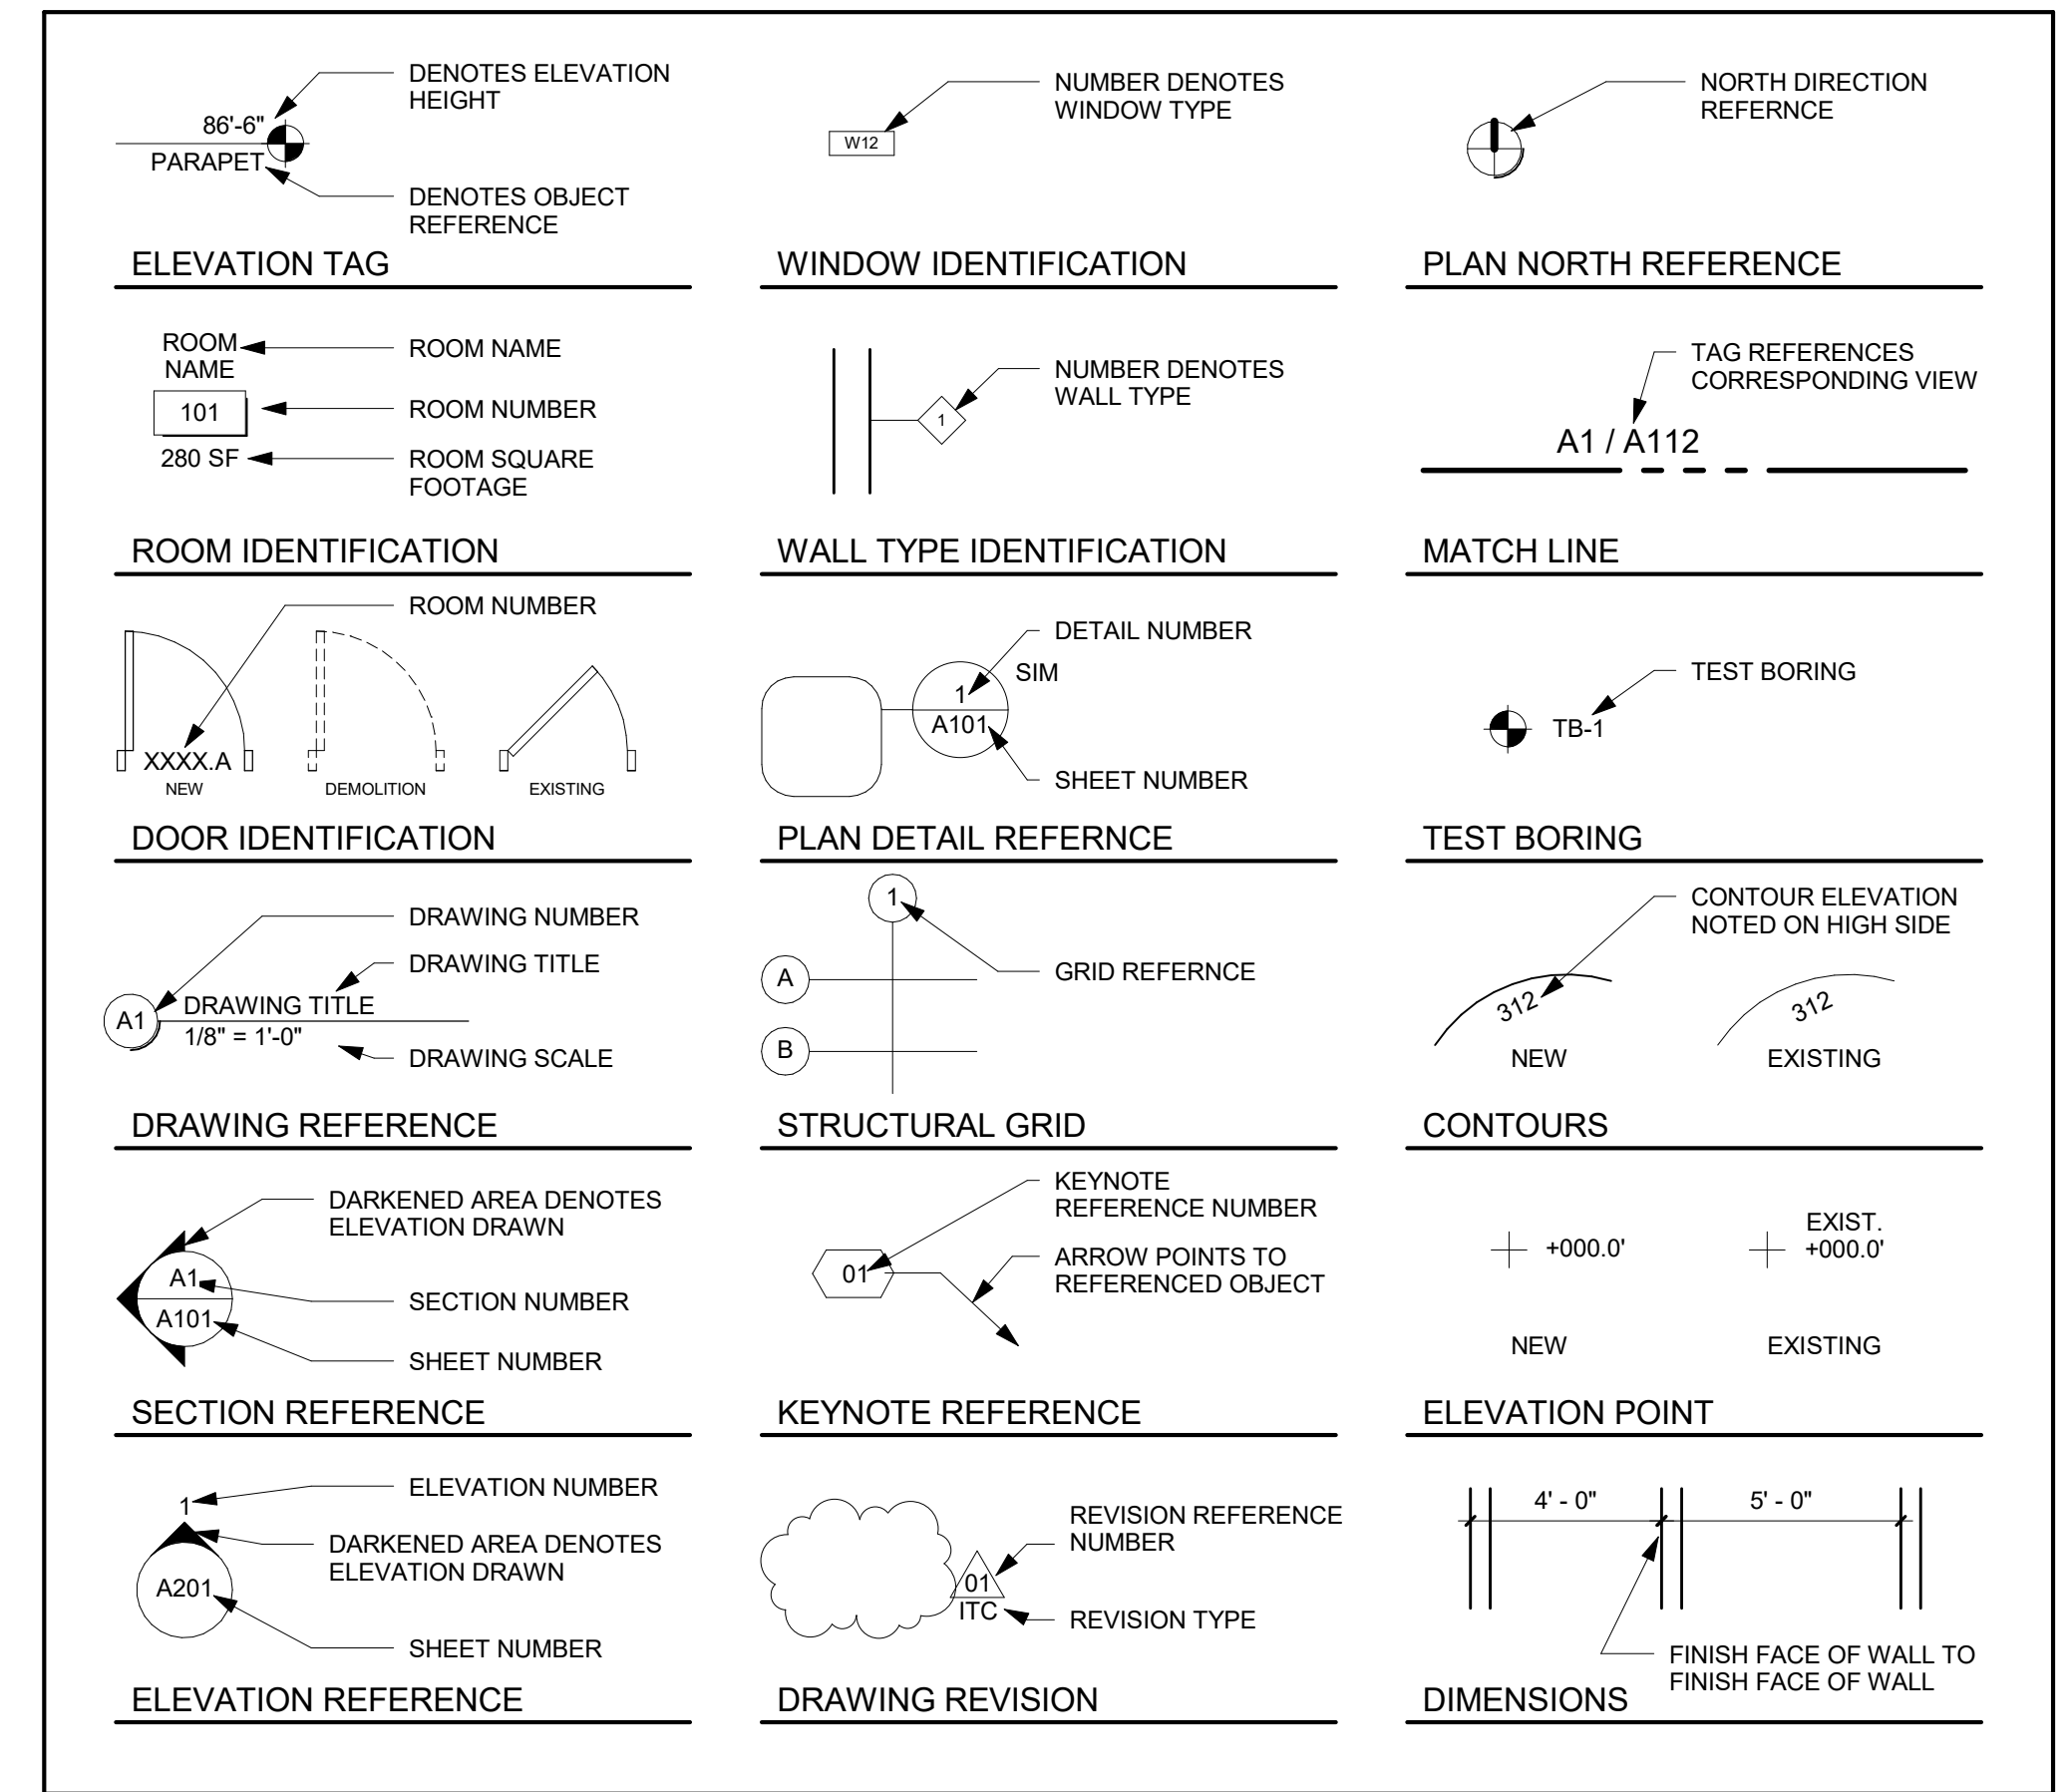 DENOTES ELEVATION
HEIGHT
86'-6"
PARAPET
DENOTES OBJECT
REFERENCE
ELEVATION TAG
NUMBER DENOTES
WINDOW TYPE
W12
WINDOW IDENTIFICATION
NORTH DIRECTION
REFERNCE
PLAN NORTH REFERENCE
ROOM
NAME
ROOM NAME
101
ROOM NUMBER
280 SF
ROOM SQUARE
FOOTAGE
ROOM IDENTIFICATION
NUMBER DENOTES
WALL TYPE
1
WALL TYPE IDENTIFICATION
TAG REFERENCES
CORRESPONDING VIEW
A1 / A112
MATCH LINE
ROOM NUMBER
XXXX.A
NEW
DEMOLITION
EXISTING
DOOR IDENTIFICATION
DETAIL NUMBER
SIM
1
A101
SHEET NUMBER
PLAN DETAIL REFERNCE
TEST BORING
TB-1
TEST BORING
DRAWING NUMBER
DRAWING TITLE
A1
DRAWING TITLE
1/8" = 1'-0"
DRAWING SCALE
DRAWING REFERENCE
1
A
GRID REFERNCE
B
STRUCTURAL GRID
CONTOUR ELEVATION
NOTED ON HIGH SIDE
312
312
NEW
EXISTING
CONTOURS
DARKENED AREA DENOTES
ELEVATION DRAWN
A1
SECTION NUMBER
A101
SHEET NUMBER
SECTION REFERENCE
KEYNOTE
REFERENCE NUMBER
01
ARROW POINTS TO
REFERENCED OBJECT
KEYNOTE REFERENCE
+000.0'
EXIST.
+000.0'
NEW
EXISTING
ELEVATION POINT
ELEVATION NUMBER
1
DARKENED AREA DENOTES
ELEVATION DRAWN
A201
SHEET NUMBER
ELEVATION REFERENCE
REVISION REFERENCE
NUMBER
01
ITC
REVISION TYPE
DRAWING REVISION
4' - 0"
5' - 0"
FINISH FACE OF WALL TO
FINISH FACE OF WALL
DIMENSIONS